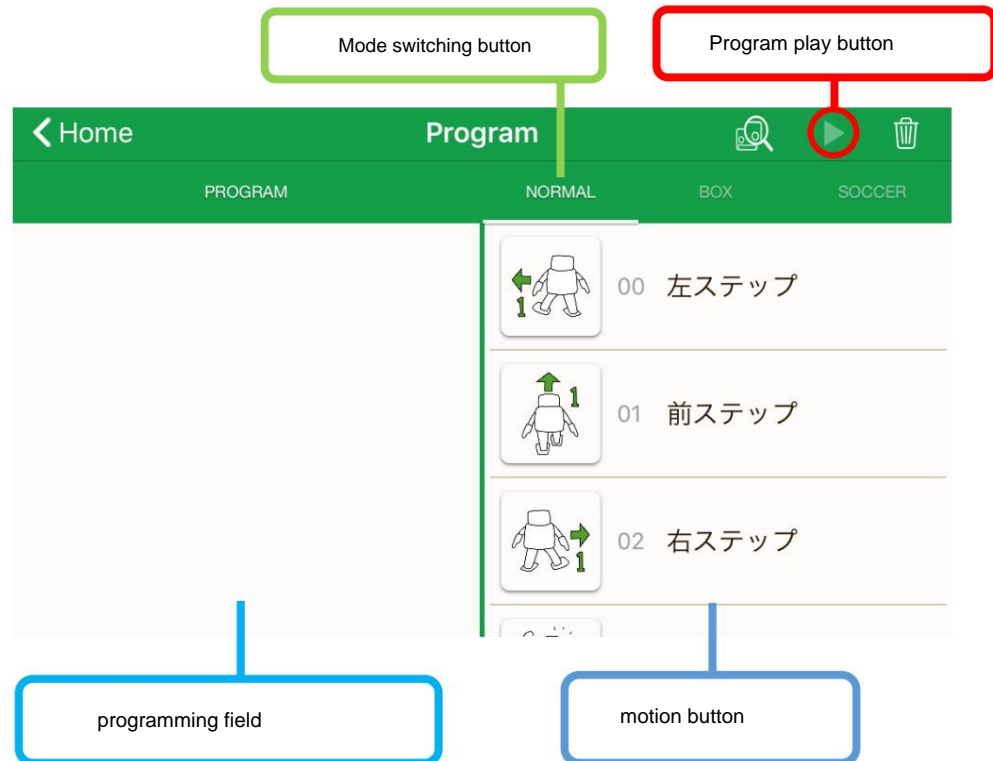 Mode switching button
Program play button
Home
Program
PROGRAM
NORMAL
BOX
SOCCER
1
00 左ステップ
1
01 前ステップ
1
02 右ステップ
programming field
motion button